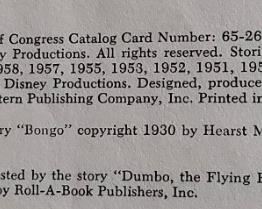 f Congress Catalog Card Number: 65-26
y Productions. All rights reserved. Stori
958, 1957, 1955, 1953, 1952, 1951, 195
Disney Productions. Designed, produce
tern Publishing Company, Inc. Printed in
ry "Bongo" copyright 1930 by Hearst M
sted by the story "Dumbo, the Flying E
by Roll-A-Book Publishers, Inc.